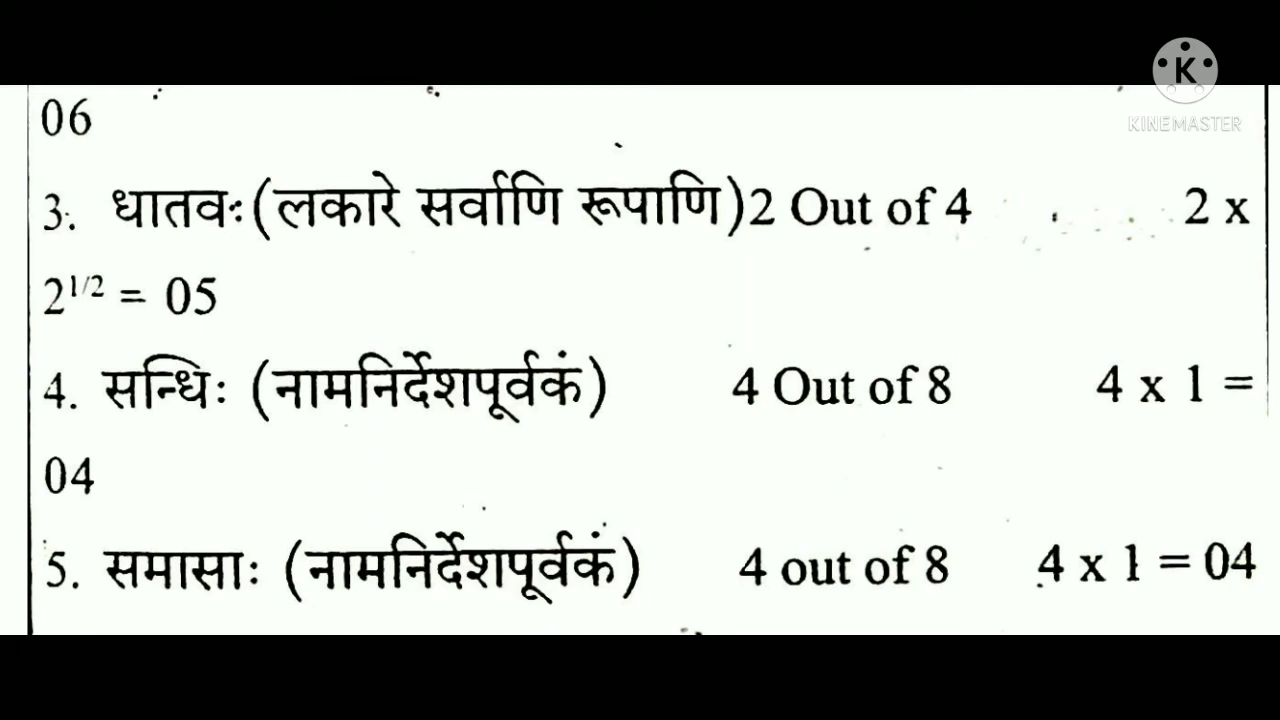 K
KINEMASTER
06
3. धातवः(लकारे सर्वाणि रूपाणि)2 Out of 4 2 x
2^1/2 = 05
4. सन्धिः (नामनिर्देशपूर्वकं) 4 Out of 8 4 x 1 =
04
5. समासाः (नामनिर्देशपूर्वकं) 4 out of 8 4 x 1 = 04